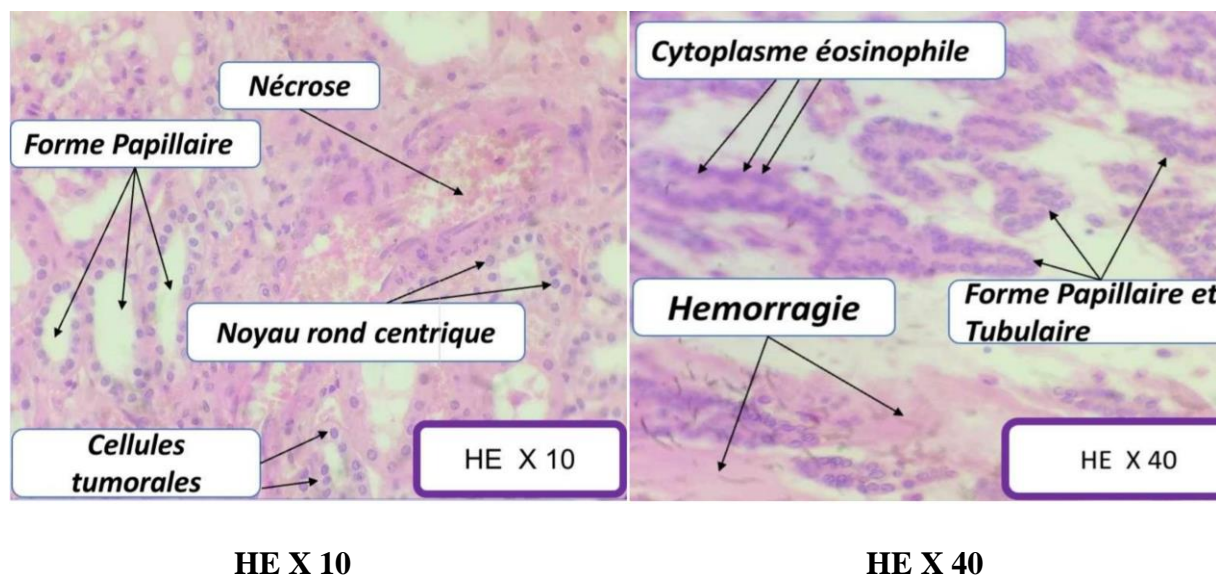 Nécrose
Forme Papillaire
Noyau rond centrique
Cellules
tumorales
HE X 10
Cytoplasme éosinophile
Hemorragie
Forme Papillaire et
Tubulaire
HE X 40
HE X 10
HE X 40